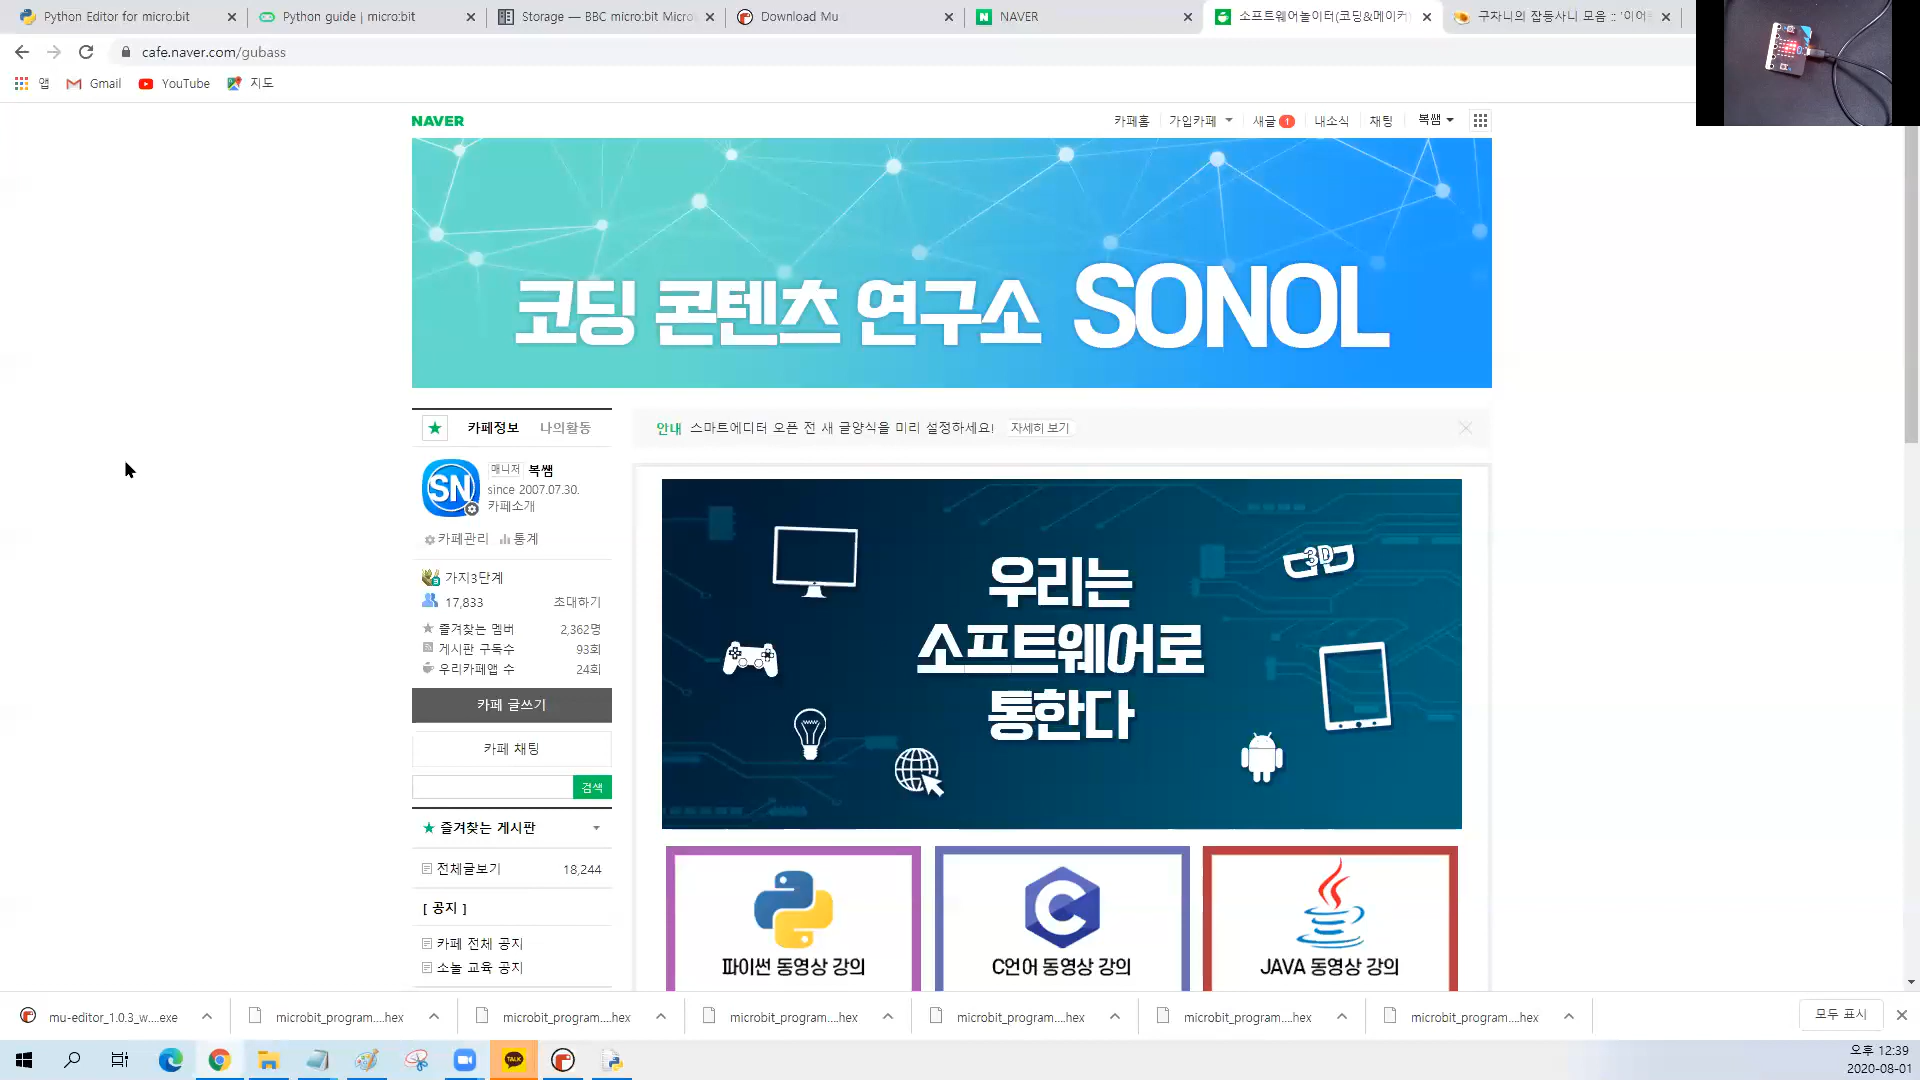 Python Editor for micro:bit
Python guide | micro:bit
Storage — BBC micro:bit Micro
Download Mu
NAVER
소프트웨어놀이터(코딩&메이커
구차니의 잡동사니 모음 :: '이어
cafe.naver.com/gubass
앱
Gmail
YouTube
지도
NAVER
카페홈
가입카페
새글 1
내소식
채팅
복쌤
코딩 콘텐츠 연구소 SONOL
카페정보
나의활동
안내 스마트에디터 오픈 전 새 글양식을 미리 설정하세요! 자세히 보기
SN
매니저 복쌤
since 2007.07.30.
카페소개
카페관리
통계
가지3단계
17,833
초대하기
즐겨찾는 멤버 2,362명
게시판 구독수 93회
우리카페앱 수 24회
카페 글쓰기
카페 채팅
검색
즐겨찾는 게시판
전체글보기 18,244
[ 공지 ]
카페 전체 공지
소놀 교육 공지
우리는
소프트웨어로
통한다
3D
파이썬 동영상 강의
C언어 동영상 강의
JAVA 동영상 강의
mu-editor_1.0.3_w....exe
microbit_program....hex
microbit_program....hex
microbit_program....hex
microbit_program....hex
microbit_program....hex
microbit_program....hex
모두 표시
TALK
오후 12:39
2020-08-01